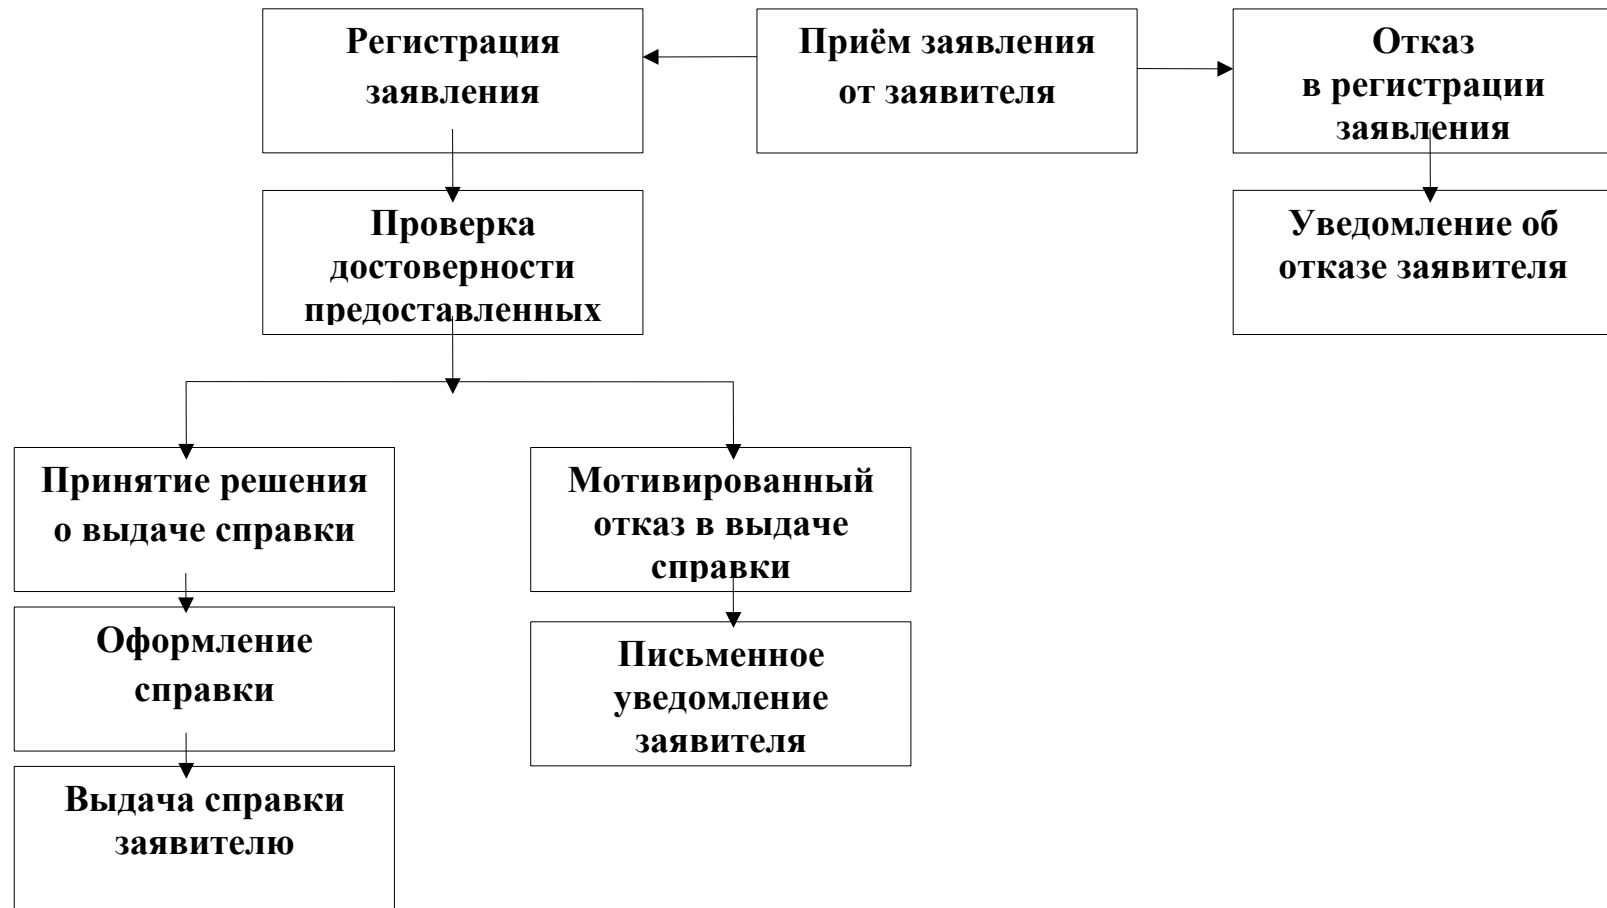 Регистрация
заявления
Приём заявления
от заявителя
Отказ
в регистрации
заявления
Проверка
достоверности
предоставленных
Уведомление об
отказе заявителя
Принятие решения
о выдаче справки
Мотивированный
отказ в выдаче
справки
Оформление
справки
Письменное
уведомление
заявителя
Выдача справки
заявителю